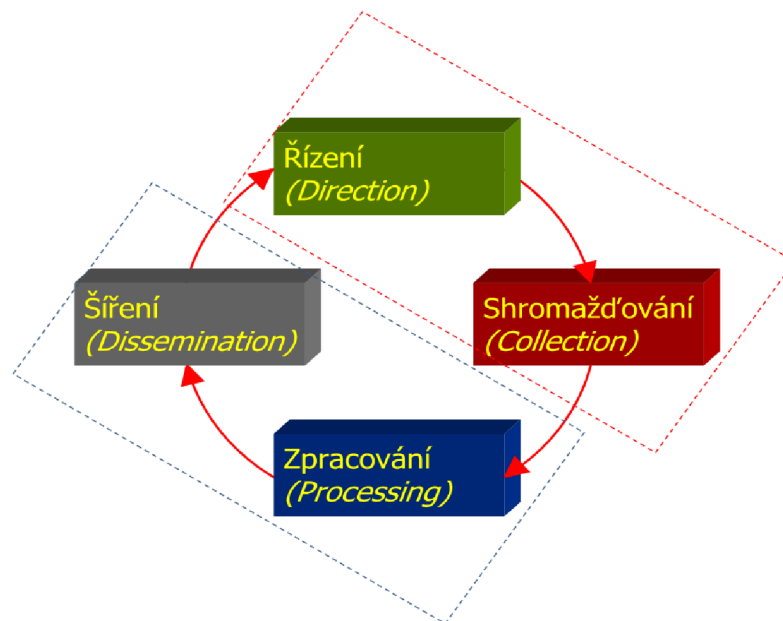 Řízení
(Direction)
Shromažďování
(Collection)
Zpracování
(Processing)
Šíření
(Dissemination)